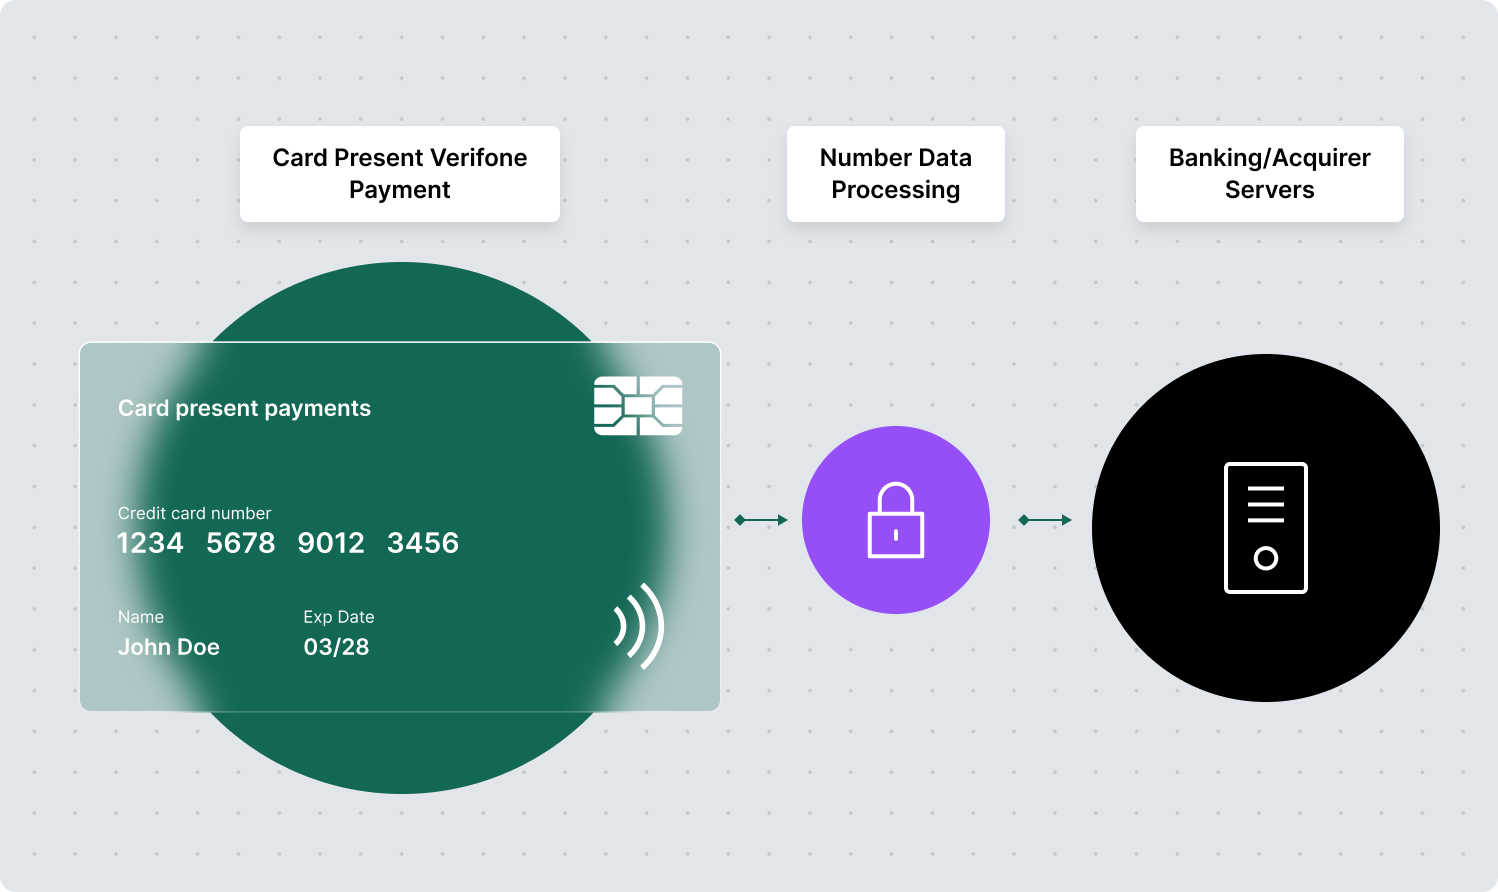 Card Present Verifone
Payment
Number Data
Processing
Banking/Acquirer
Servers
Card present payments
Credit card number
1234 5678 9012 3456
Name
John Doe
Exp Date
03/28